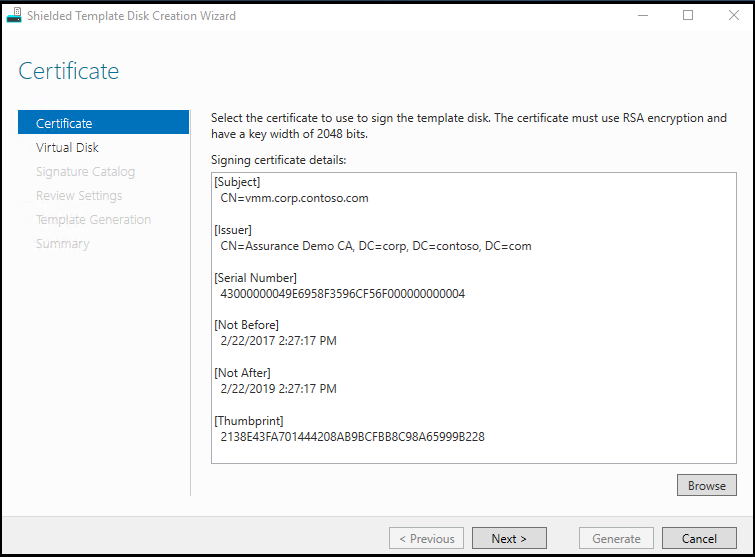 Shielded Template Disk Creation Wizard
Certificate
Certificate
Virtual Disk
Signature Catalog
Review Settings
Template Generation
Summary
Select the certificate to use to sign the template disk. The certificate must use RSA encryption and
have a key width of 2048 bits.
Signing certificate details:
[Subject]
CN=vmm.corp.contoso.com
[Issuer]
CN=Assurance Demo CA, DC=corp, DC=contoso, DC=com
[Serial Number]
43000000049E6958F3596CF56F000000000004
[Not Before]
2/22/2017 2:27:17 PM
[Not After]
2/22/2019 2:27:17 PM
[Thumbprint]
2138E43FA701444208AB9BCFBB8C98A65999B228
Browse
< Previous
Next >
Generate
Cancel